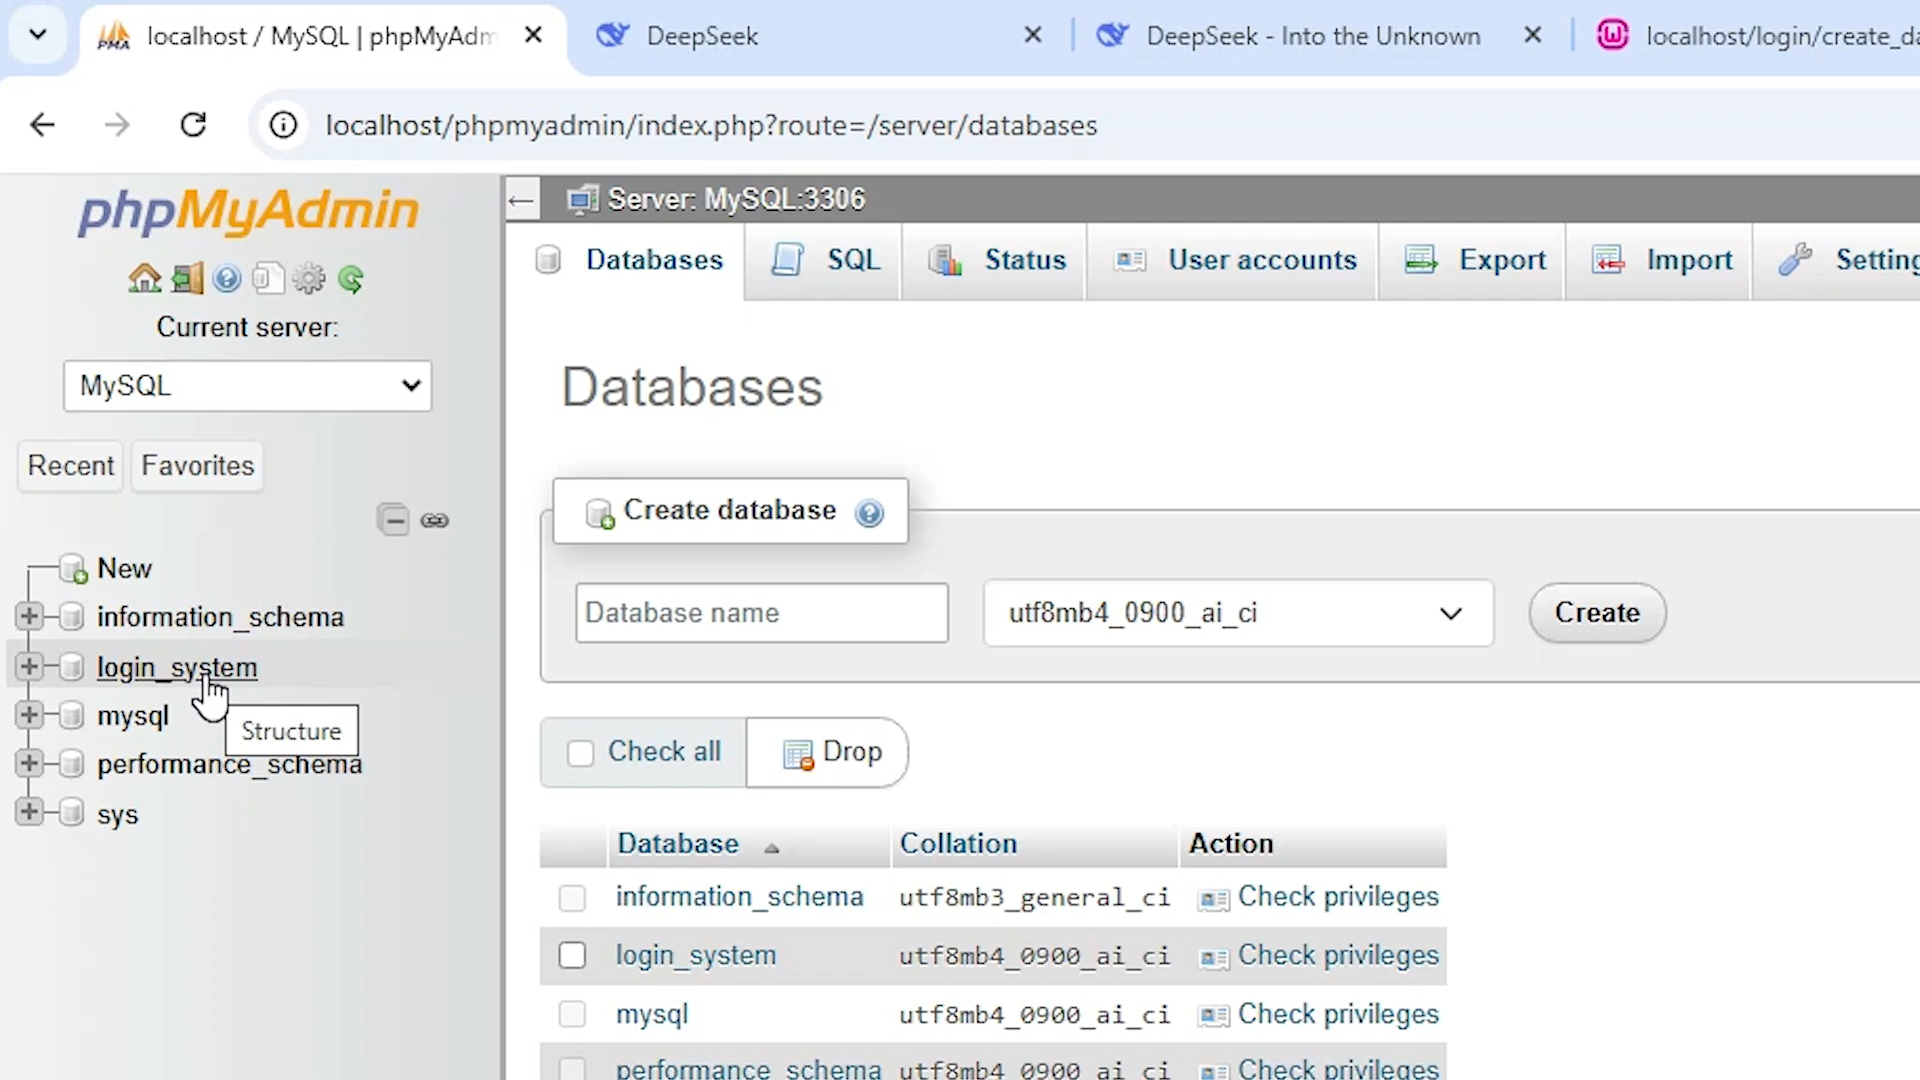 localhost / MySQL | phpMyAdm
DeepSeek
DeepSeek - Into the Unknown
localhost/login/create_da
localhost/phpmyadmin/index.php?route=/server/databases
phpMyAdmin
Current server:
MySQL
Recent
Favorites
New
information_schema
login_system
mysql
Structure
performance_schema
sys
Server: MySQL:3306
Databases
SQL
Status
User accounts
Export
Import
Setting
Databases
Create database
Database name
utf8mb4_0900_ai_ci
Create
Check all
Drop
Database Collation Action
information_schema utf8mb3_general_ci Check privileges
login_system utf8mb4_0900_ai_ci Check privileges
mysql utf8mb4_0900_ai_ci Check privileges
performance_schema utf8mb4_0900_ai_ci Check privileges